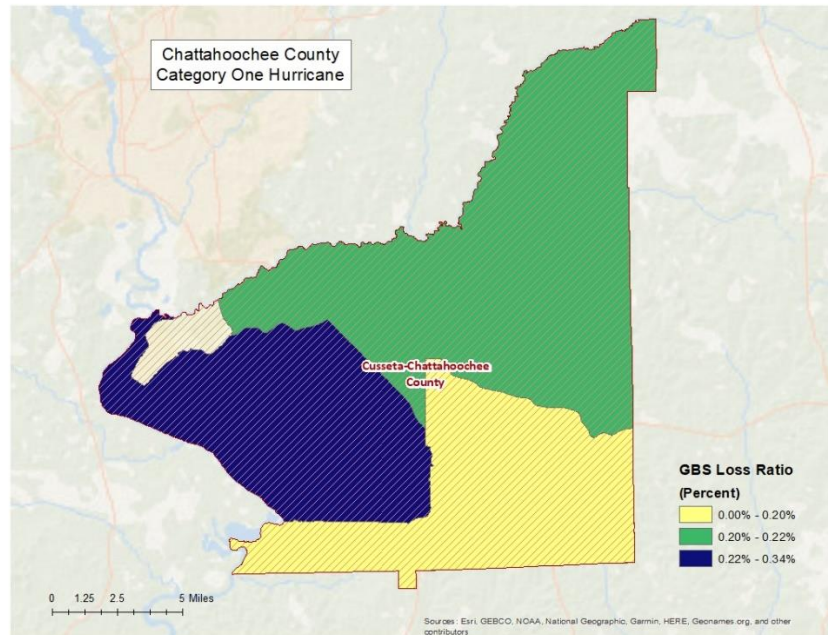 Chattahoochee County
Category One Hurricane
Cusseta-Chattahoochee
County
GBS Loss Ratio
(Percent)
0.00% - 0.20%
0.20% - 0.22%
0.22% - 0.34%
0 1.25 2.5 5 Miles
Sources: Esri, GEBCO, NOAA, National Geographic, Garmin, HERE, Geonames.org, and other
contributors